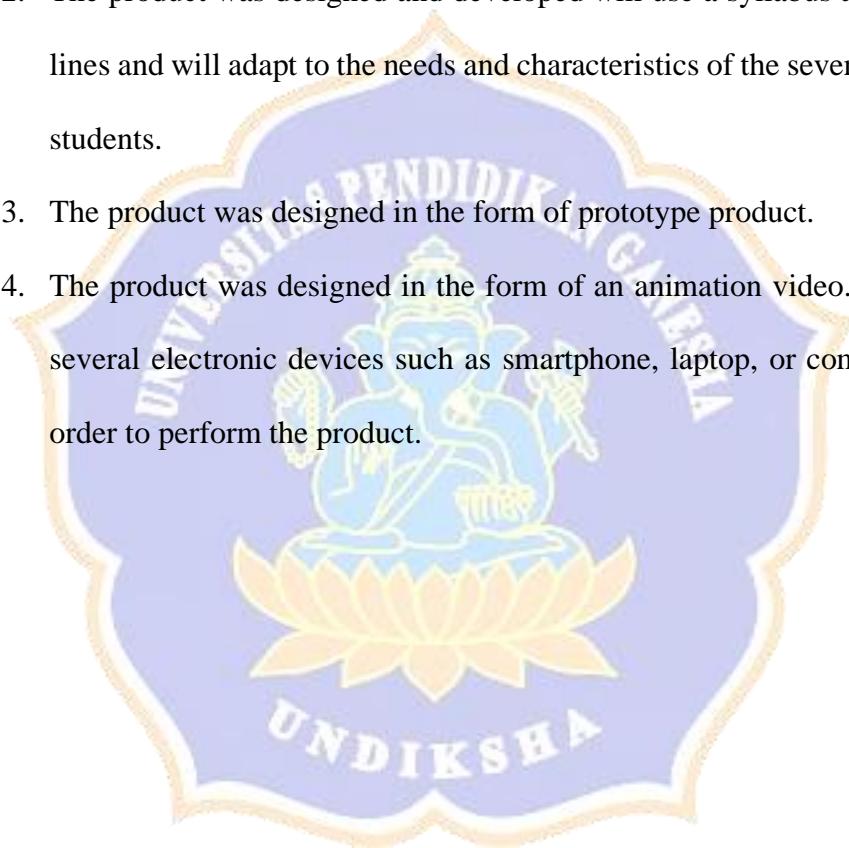 2. The product was designed and developed will use a syllabus
lines and will adapt to the needs and characteristics of the
students.
3. The product was designed in the form of prototype product.
4. The product was designed in the form of an animation video.
several electronic devices such as smartphone, laptop, or
order to perform the product.
UNIVERSITAS PENDIDIKAN GANESHA
UNDIKSHA